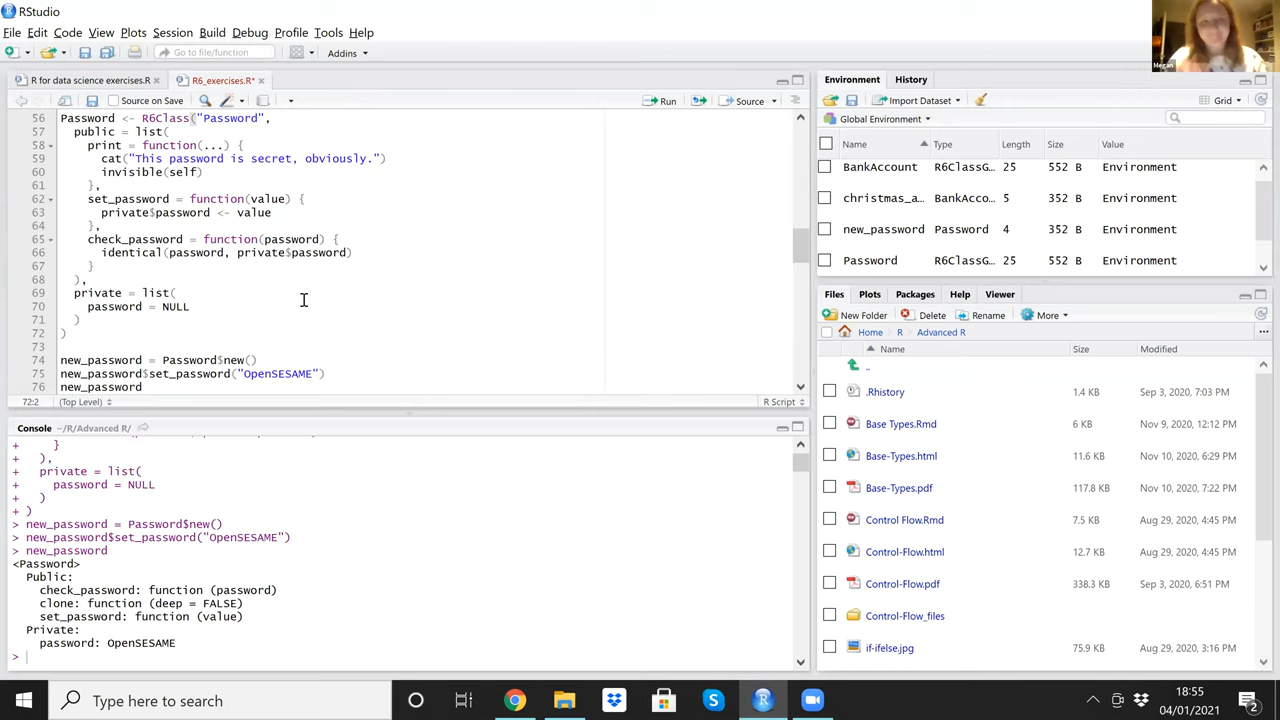 RStudio
File Edit Code View Plots Session Build Debug Profile Tools Help
Go to file/function
Addins
R for data science exercises.R
R6_exercises.R*
Source on Save
Run
Source
56 Password <- R6Class("Password",
57 public = list(
58 print = function(...) {
59 cat("This password is secret, obviously.")
60 invisible(self)
61 },
62 set_password = function(value) {
63 private$password <- value
64 },
65 check_password = function(password) {
66 identical(password, private$password)
67 }
68 ),
69 private = list(
70 password = NULL
71 )
72 )
73
74 new_password = Password$new()
75 new_password$set_password("OpenSESAME")
76 new_password
72:2 (Top Level) R Script
Console ~/R/Advanced R/
+ }
+ ),
+ private = list(
+ password = NULL
+ )
+ )
> new_password = Password$new()
> new_password$set_password("OpenSESAME")
> new_password
<Password>
Public:
check_password: function (password)
clone: function (deep = FALSE)
set_password: function (value)
Private:
password: OpenSESAME
>
Megan
Environment History
Import Dataset
Grid
Global Environment
Name Type Length Size Value
BankAccount R6ClassG… 25 552 B Environment
christmas_a… BankAcco… 5 352 B Environment
new_password Password 4 352 B Environment
Password R6ClassG… 25 552 B Environment
Files Plots Packages Help Viewer
New Folder Delete Rename More
Home R Advanced R
Name Size Modified
..
.Rhistory 1.4 KB Sep 3, 2020, 7:03 PM
Base Types.Rmd 6 KB Nov 9, 2020, 12:12 PM
Base-Types.html 11.6 KB Nov 10, 2020, 6:29 PM
Base-Types.pdf 117.8 KB Nov 10, 2020, 7:22 PM
Control Flow.Rmd 7.5 KB Aug 29, 2020, 4:45 PM
Control-Flow.html 12.7 KB Aug 29, 2020, 4:45 PM
Control-Flow.pdf 338.3 KB Sep 3, 2020, 6:51 PM
Control-Flow_files
if-ifelse.jpg 75.9 KB Aug 29, 2020, 3:16 PM
Type here to search
18:55
04/01/2021
2